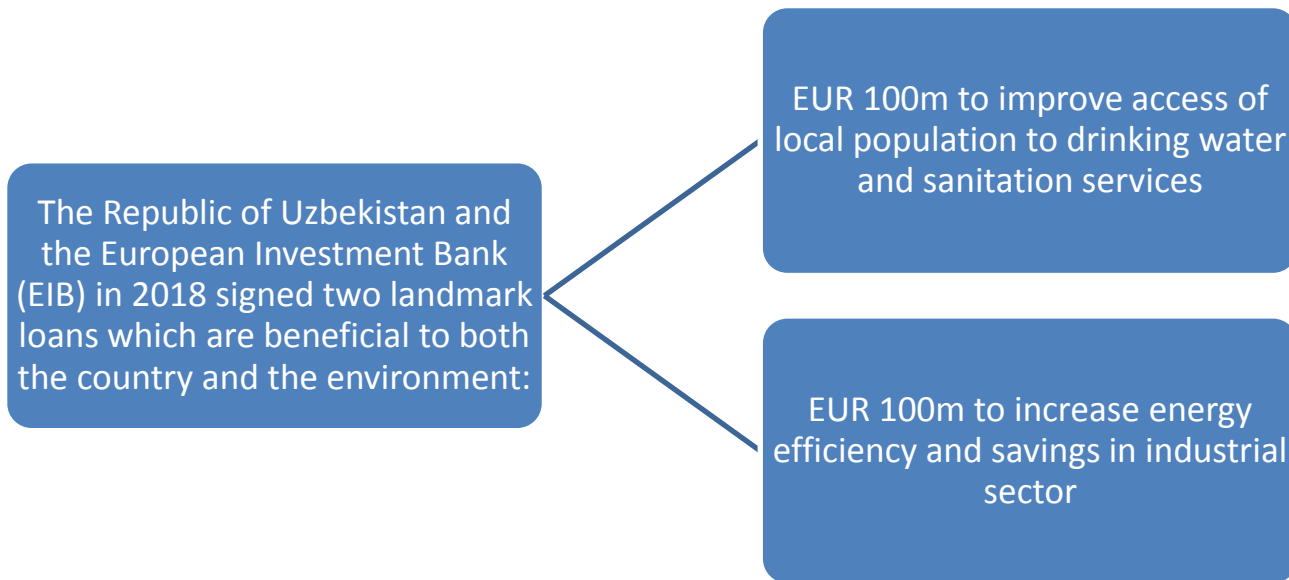 The Republic of Uzbekistan and
the European Investment Bank
(EIB) in 2018 signed two landmark
loans which are beneficial to both
the country and the environment:
EUR 100m to improve access of
local population to drinking water
and sanitation services
EUR 100m to increase energy
efficiency and savings in industrial
sector